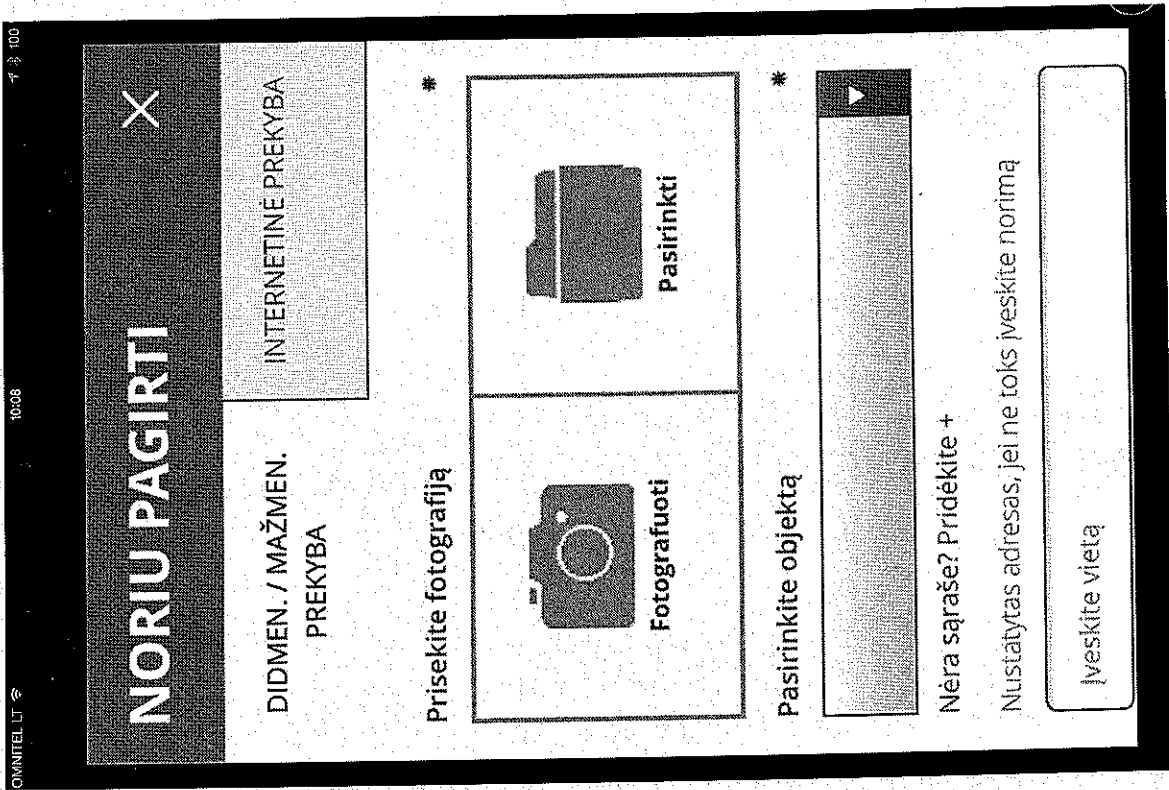 OMNITEL LT 10:08 100
NORIU PAGIRTI
DIDMEN. / MAŽMEN.
PREKYBA
INTERNETINĖ PREKYBA
Prisekite fotografiją *
Fotografuoti
Pasirinkti
Pasirinkite objektą *
Nėra sąraše? Pridėkite +
Nustatytas adresas, jei ne toks įveskite norimą
Įveskite vietą